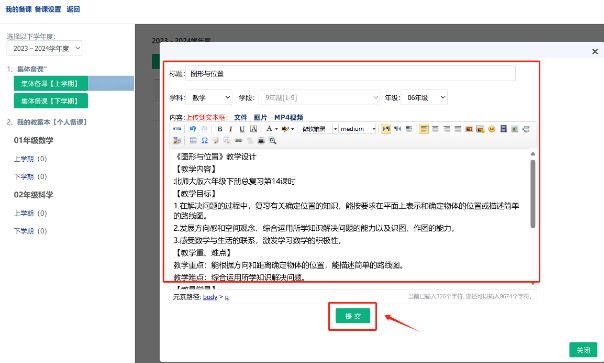 我的备课 备课设置 返回
选择以下学年度：
2023－2024学年度
2023－2024学年度
1、集体备课"
集体备课【上学期】
集体备课【下学期】
2、我的教案本【个人备课】
01年级数学
上学期（0）
下学期（0）
02年级科学
上学期（0）
下学期（0）
标题： 图形与位置
学科： 数学 学段： 9年制[1-9] 年级： 06年级
内容：上传到文本框： 文件 图片 MP4视频
medium
《图形与位置》教学设计
【教学内容】
北师大版六年级下册总复习第14课时
【教学目标】
1.在解决问题的过程中，复习有关确定位置的知识，能按要求在平面上表示和确定物体的位置或描述简单
的路线图。
2.发展方向感和空间观念，综合运用所学知识解决问题的能力以及识图、作图的能力。
3.感受数学与生活的联系，激发学习数学的积极性。
【教学重、难点】
教学重点：能根据方向和距离确定物体的位置，能描述简单的路线图。
教学难点：综合运用所学知识解决问题。
元素路径: body > p
提 交
关闭